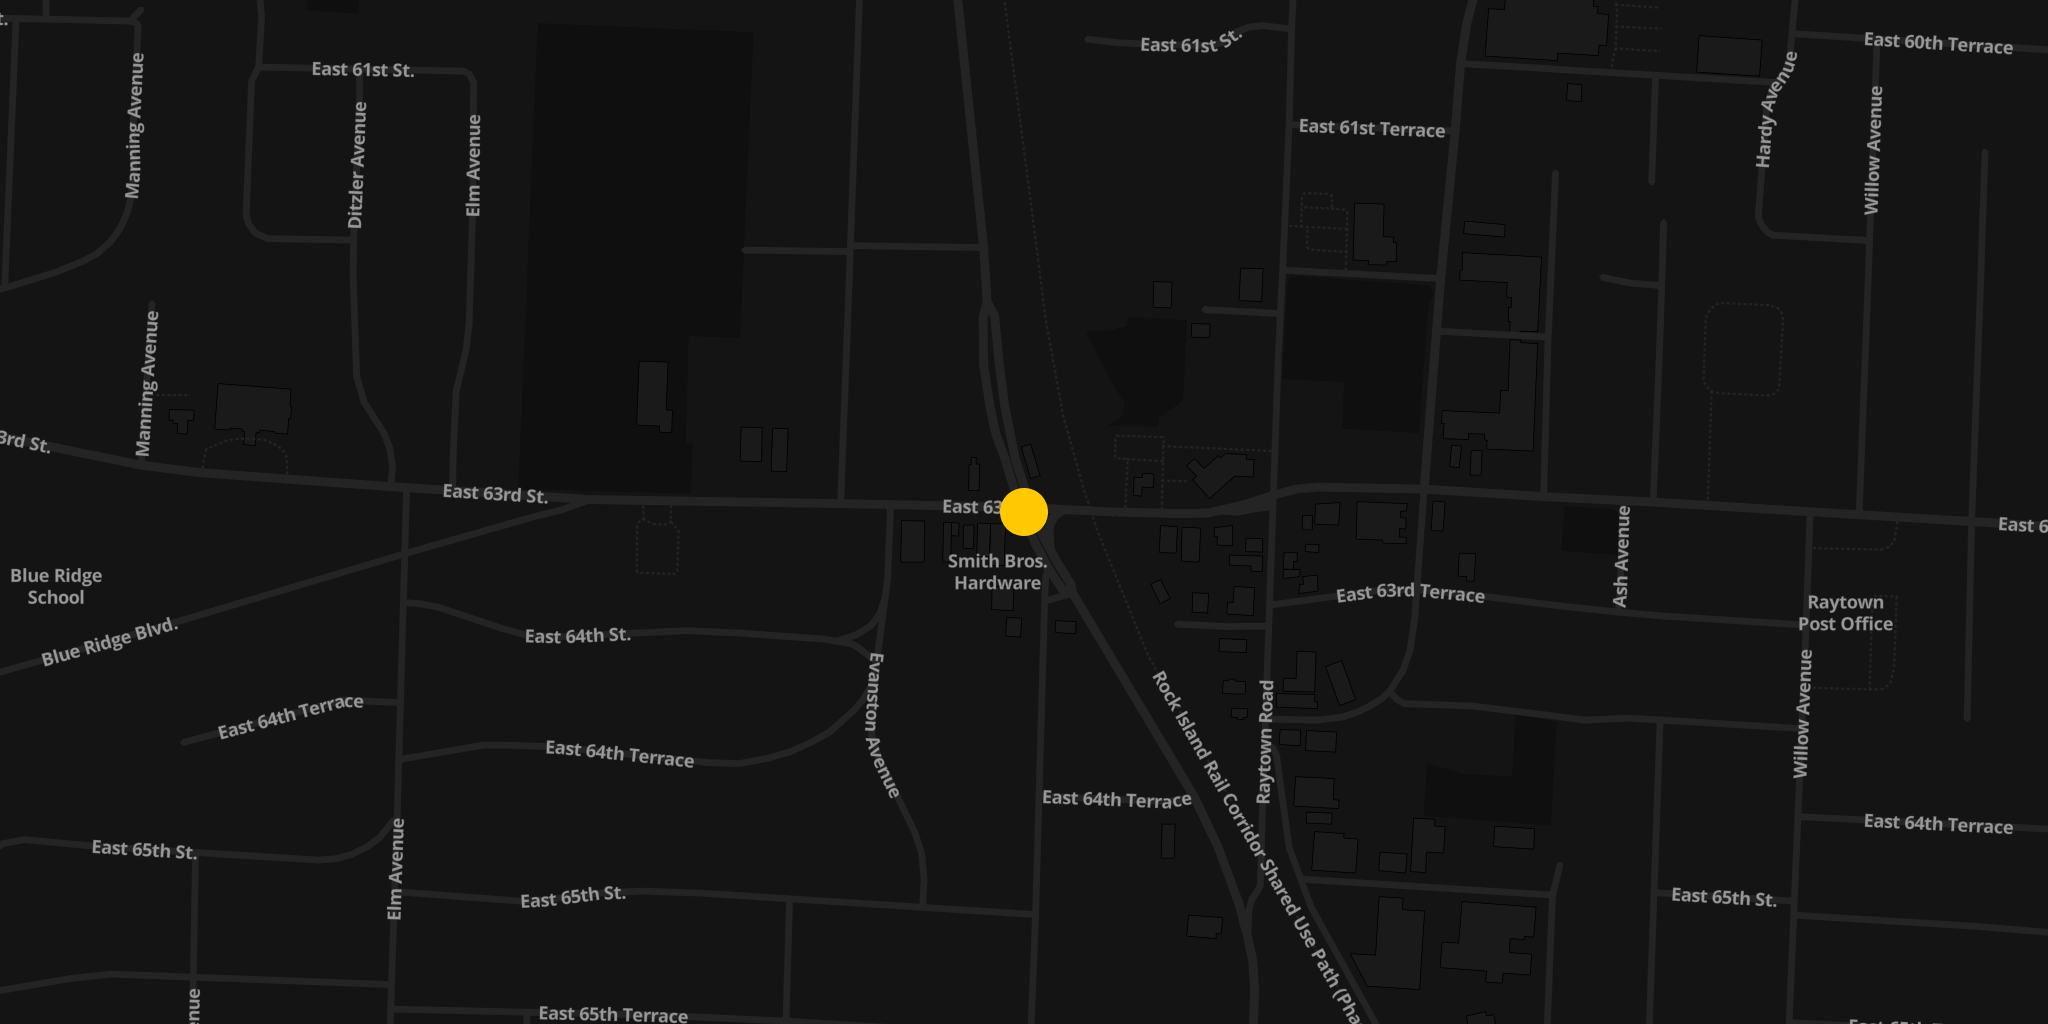 East 61st St.
East 60th Terrace
East 61st St.
Manning Avenue
Ditzler Avenue
Elm Avenue
East 61st Terrace
Hardy Avenue
Willow Avenue
Manning Avenue
3rd St.
East 63rd St.
East 63
East 6
Smith Bros.
Hardware
Blue Ridge
School
Ash Avenue
East 63rd Terrace
Raytown
Post Office
Blue Ridge Blvd.
East 64th St.
Evanston Avenue
East 64th Terrace
Rock Island Rail Corridor Shared Use Path (Pha
Raytown Road
Willow Avenue
East 64th Terrace
East 64th Terrace
East 64th Terrace
East 65th St.
Elm Avenue
East 65th St.
East 65th St.
enue
East 65th Terrace